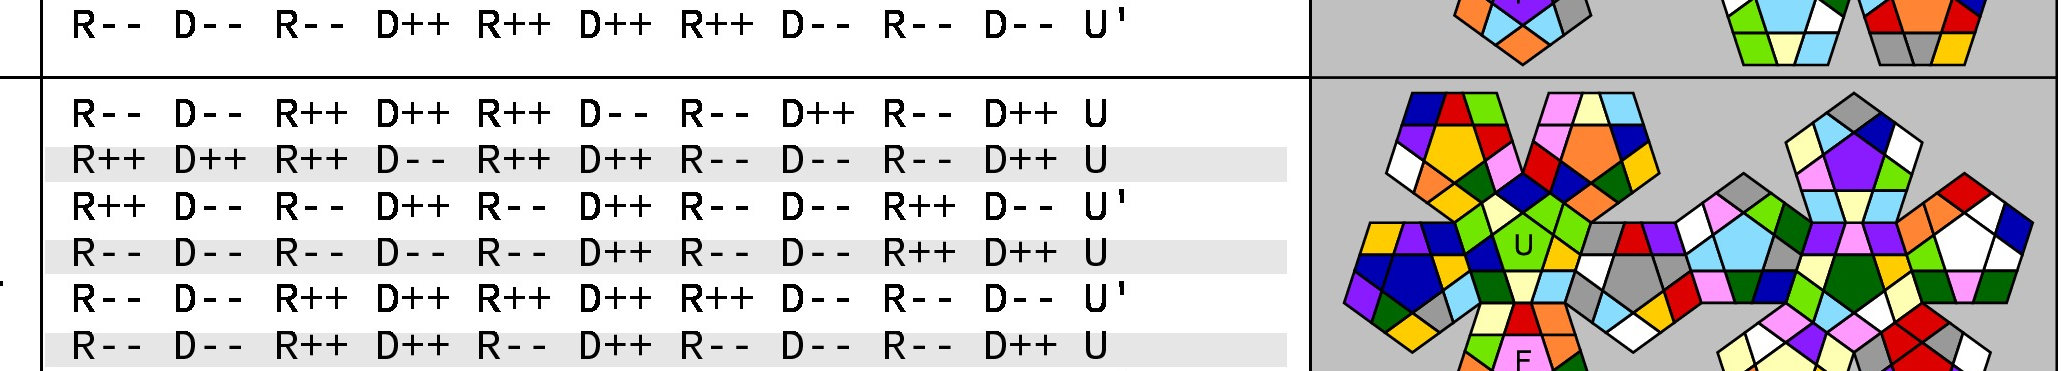 R-- D-- R-- D++ R++ D++ R++ D-- R-- D-- U'
R-- D-- R++ D++ R++ D-- R-- D++ R-- D++ U
R++ D++ R++ D-- R++ D++ R-- D-- R-- D++ U
R++ D-- R-- D++ R-- D++ R-- D-- R++ D-- U'
R-- D-- R-- D-- R-- D++ R-- D-- R++ D++ U
R-- D-- R++ D++ R++ D++ R++ D-- R-- D-- U'
R-- D-- R++ D++ R-- D++ R-- D-- R-- D++ U
U
F